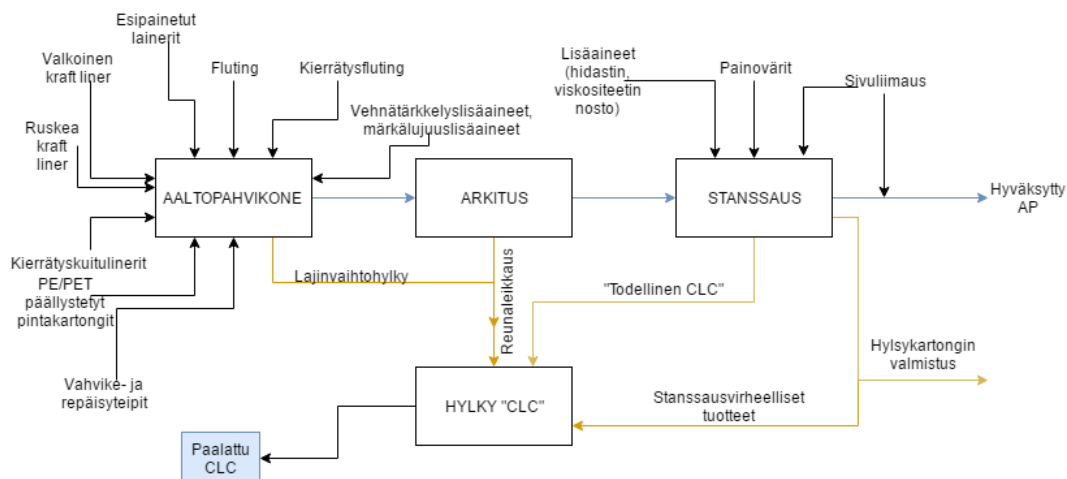 Esipainetut
lainerit
Valkoinen
kraft liner
Fluting
Kierrätysfluting
Vehnätärkkelyslisäaineet,
märkälujuuslisäaineet
Ruskea
kraft
liner
Lisäaineet
(hidastin,
viskositeetin
nosto)
Painovärit
Sivuliimaus
AALTOPAHVIKONE
ARKITUS
STANSSAUS
Hyväksytty
AP
Kierrätyskuitulinerit
PE/PET
päällystetyt
pintakartongit
Lajinvaihtohylky
Reunaleikkaus
"Todellinen CLC"
Vahvike- ja
repäisyteipit
HYLKY "CLC"
Stanssausvirheelliset
tuotteet
Hylsykartongin
valmistus
Paalattu
CLC